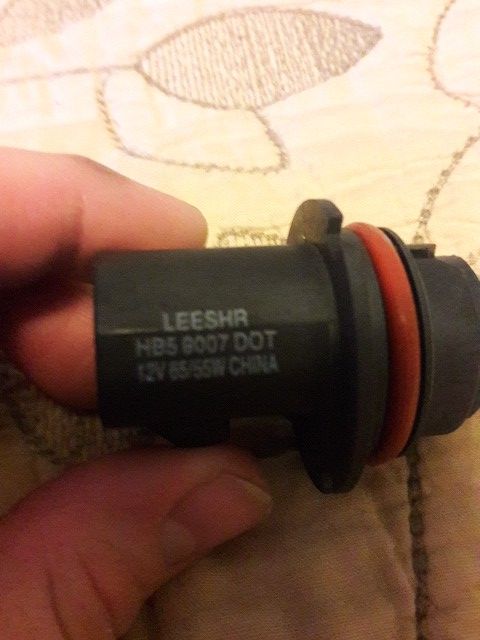 LEESHR
HB5 9007 DOT
12V 65/55W CHINA